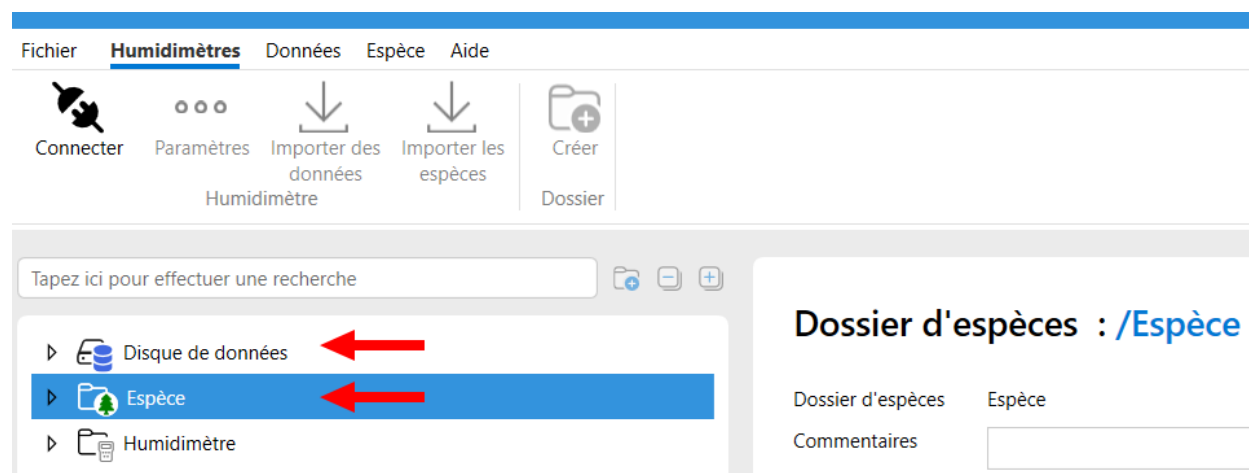 Fichier Humidimètres Données Espèce Aide
Connecter Paramètres Importer des Importer les Créer
données espèces
Humidimètre Dossier
Tapez ici pour effectuer une recherche
Dossier d'espèces : /Espèce
Disque de données
Espèce
Dossier d'espèces Espèce
Humidimètre
Commentaires